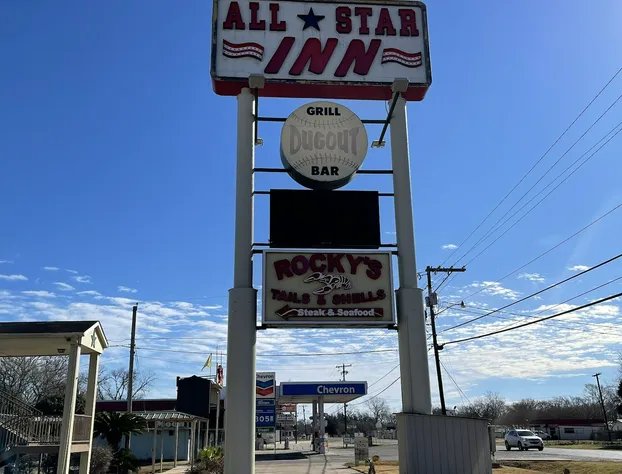 ALL STAR
INN
GRILL
DUGOUT
BAR
ROCKY'S
TAILS & SHELLS
Steak & Seafood
Chevron